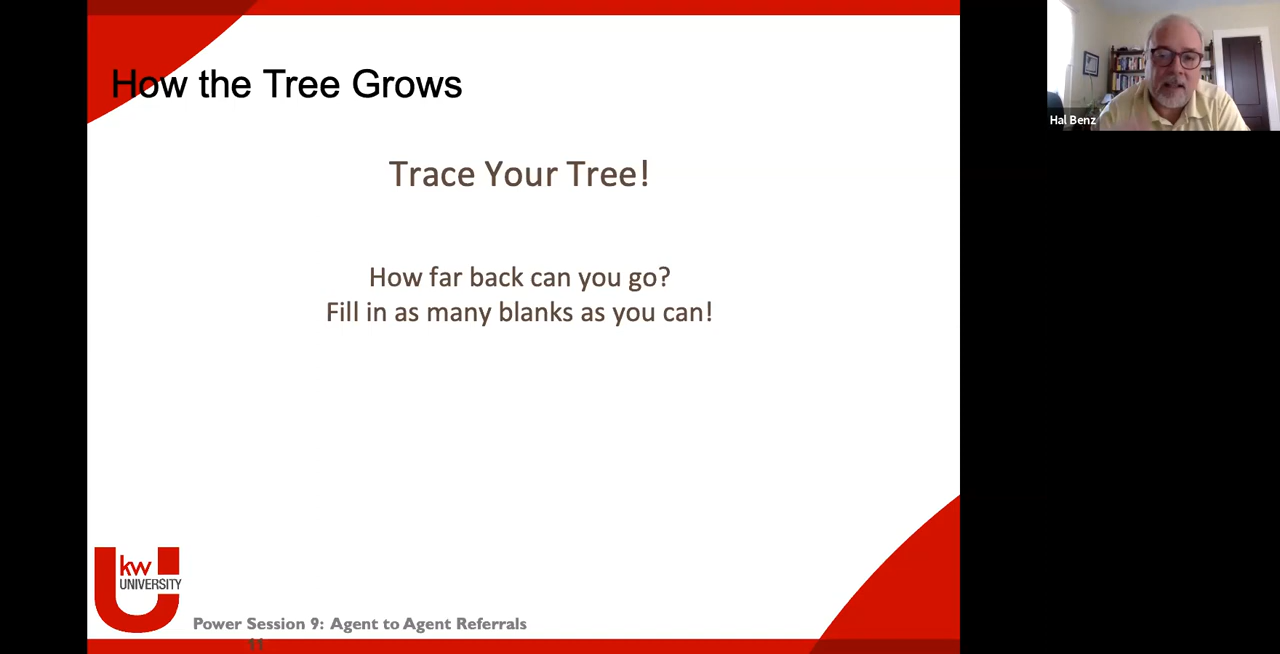 How the Tree Grows
Hal Benz
Trace Your Tree!
How far back can you go?
Fill in as many blanks as you can!
kw
UNIVERSITY
Power Session 9: Agent to Agent Referrals
11